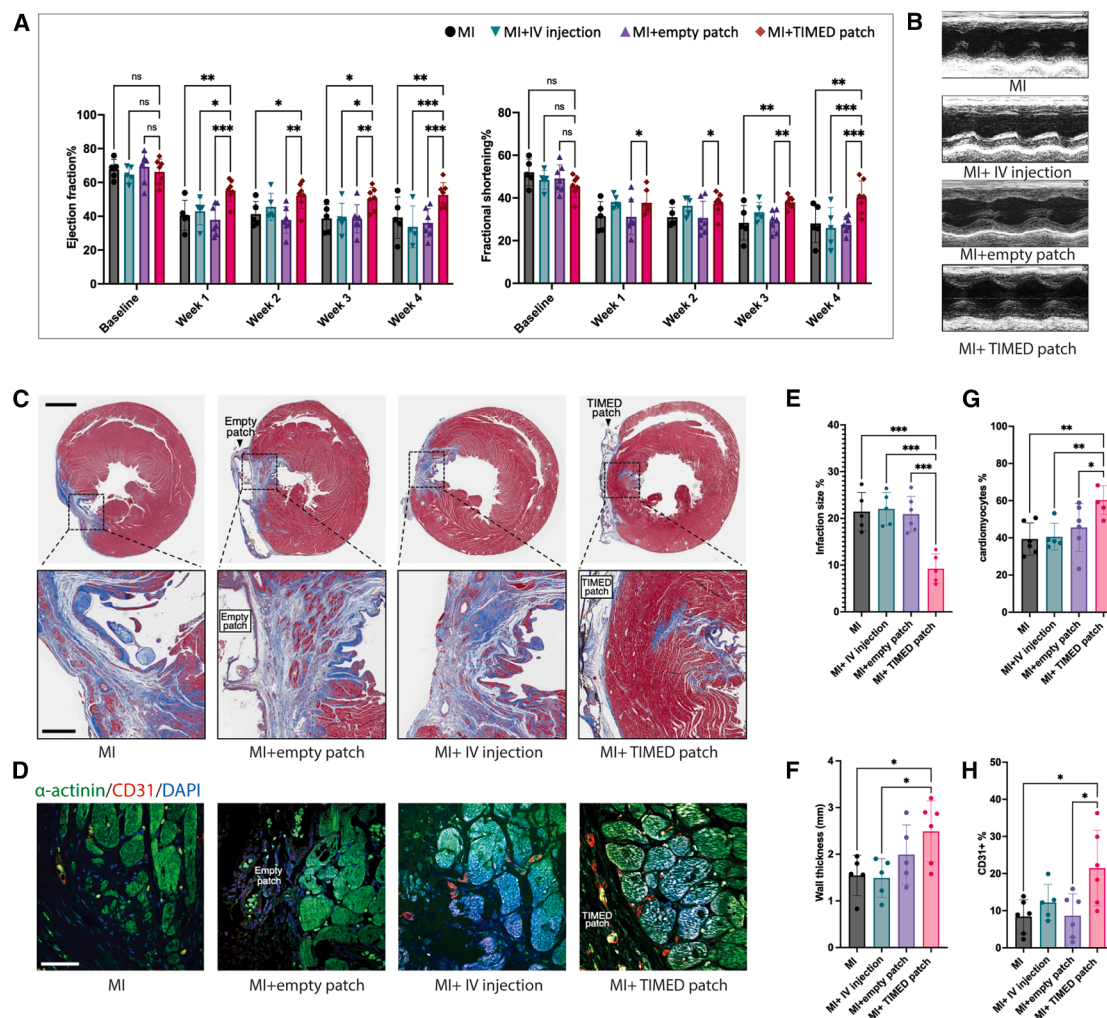 A
MI
MI+IV injection
MI+empty patch
MI+TIMED patch
Ejection fraction%
100
80
60
40
20
0
ns
ns
ns
**
*
***
*
**
*
*
**
**
***
***
Baseline
Week 1
Week 2
Week 3
Week 4
Fractional shortening%
80
60
40
20
0
ns
ns
ns
*
*
**
**
**
***
***
Baseline
Week 1
Week 2
Week 3
Week 4
B
MI
MI+ IV injection
MI+empty patch
MI+ TIMED patch
C
Empty
patch
TIMED
patch
Empty
patch
TIMED
patch
MI
MI+empty patch
MI+ IV injection
MI+ TIMED patch
D
α-actinin/CD31/DAPI
Empty
patch
TIMED
patch
MI
MI+empty patch
MI+ IV injection
MI+ TIMED patch
E
Infaction size %
40
30
20
10
0
***
***
***
MI
MI+ IV injection
MI+empty patch
MI+ TIMED patch
G
cardiomyocytes %
100
80
60
40
20
0
**
**
*
MI
MI+IV injection
MI+empty patch
MI+ TIMED patch
F
Wall thickness (mm)
4
3
2
1
0
*
*
MI
MI+ IV injection
MI+empty patch
MI+ TIMED patch
H
CD31+ %
50
40
30
20
10
0
*
*
MI
MI+ IV injection
MI+empty patch
MI+ TIMED patch